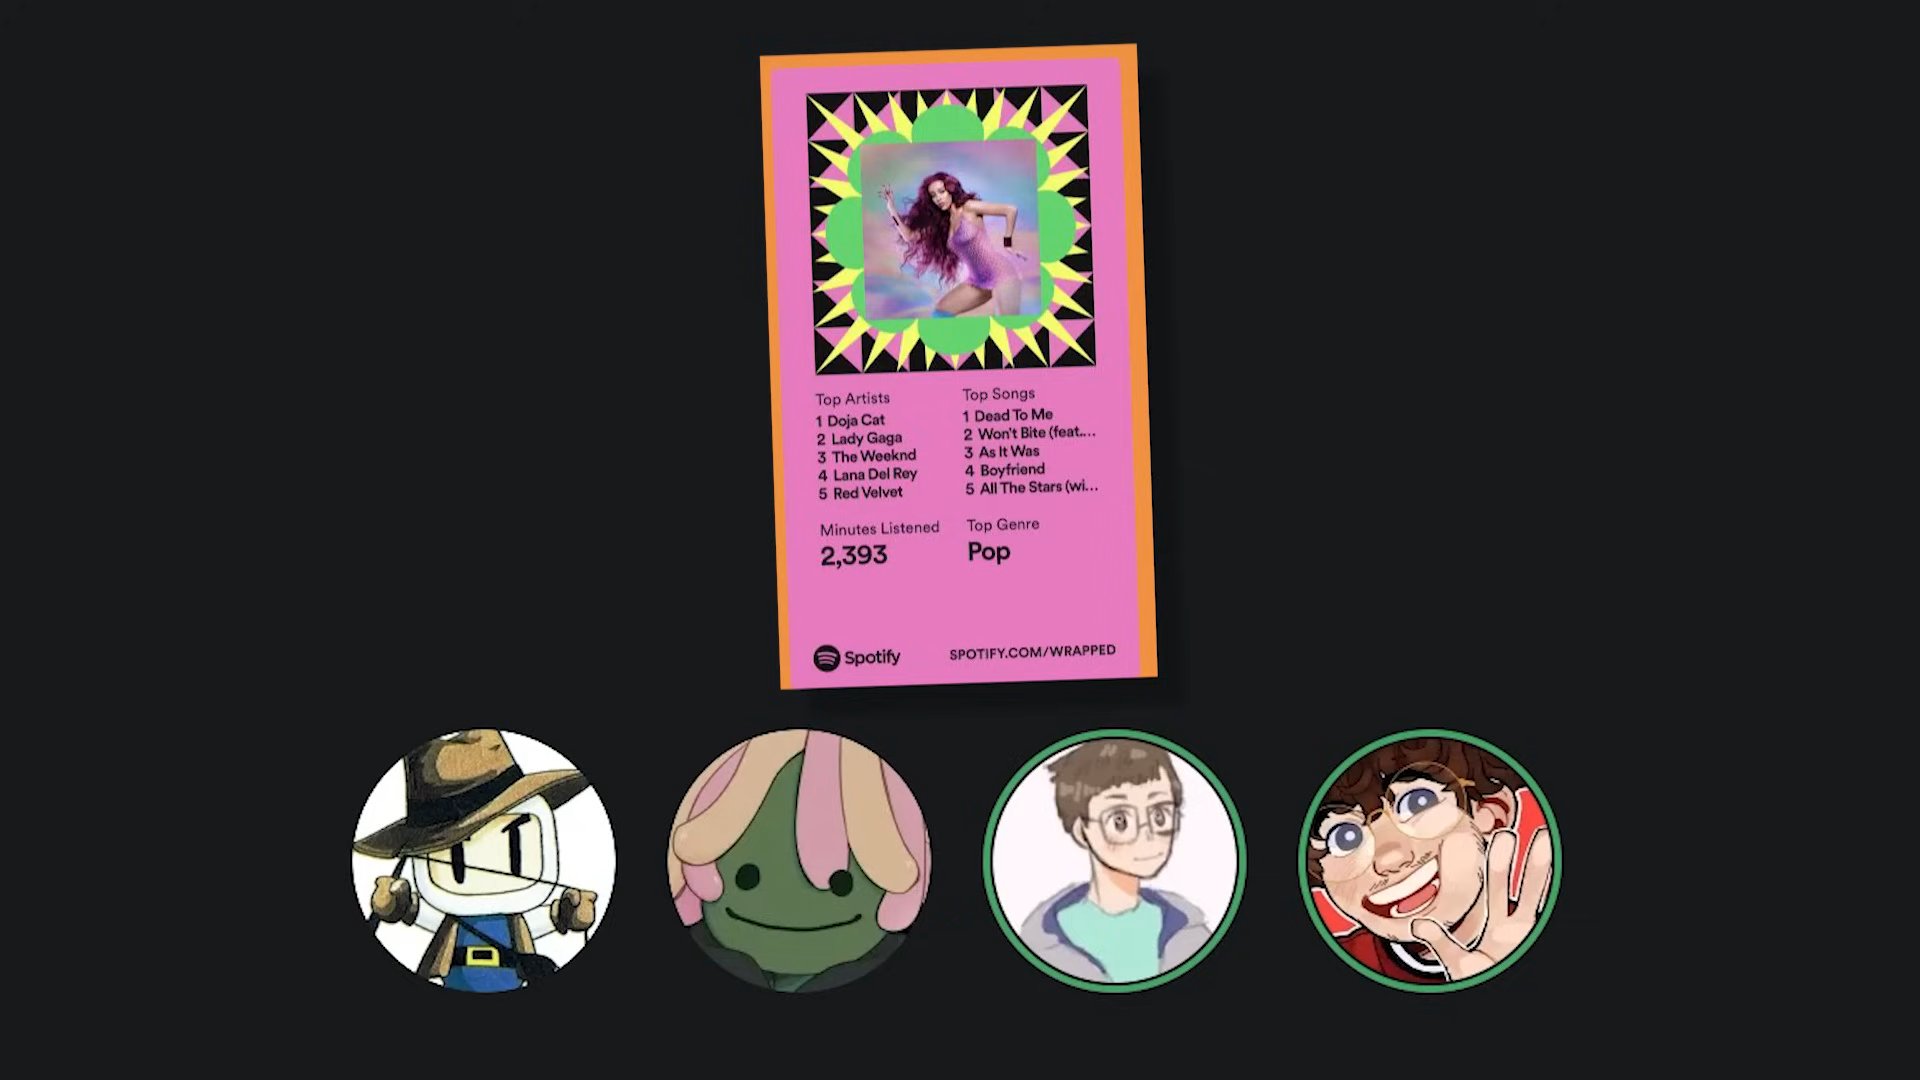 Top Artists
1 Doja Cat
2 Lady Gaga
3 The Weeknd
4 Lana Del Rey
5 Red Velvet
Top Songs
1 Dead To Me
2 Won't Bite (feat....
3 As It Was
4 Boyfriend
5 All The Stars (wi...
Minutes Listened
2,393
Top Genre
Pop
Spotify
SPOTIFY.COM/WRAPPED